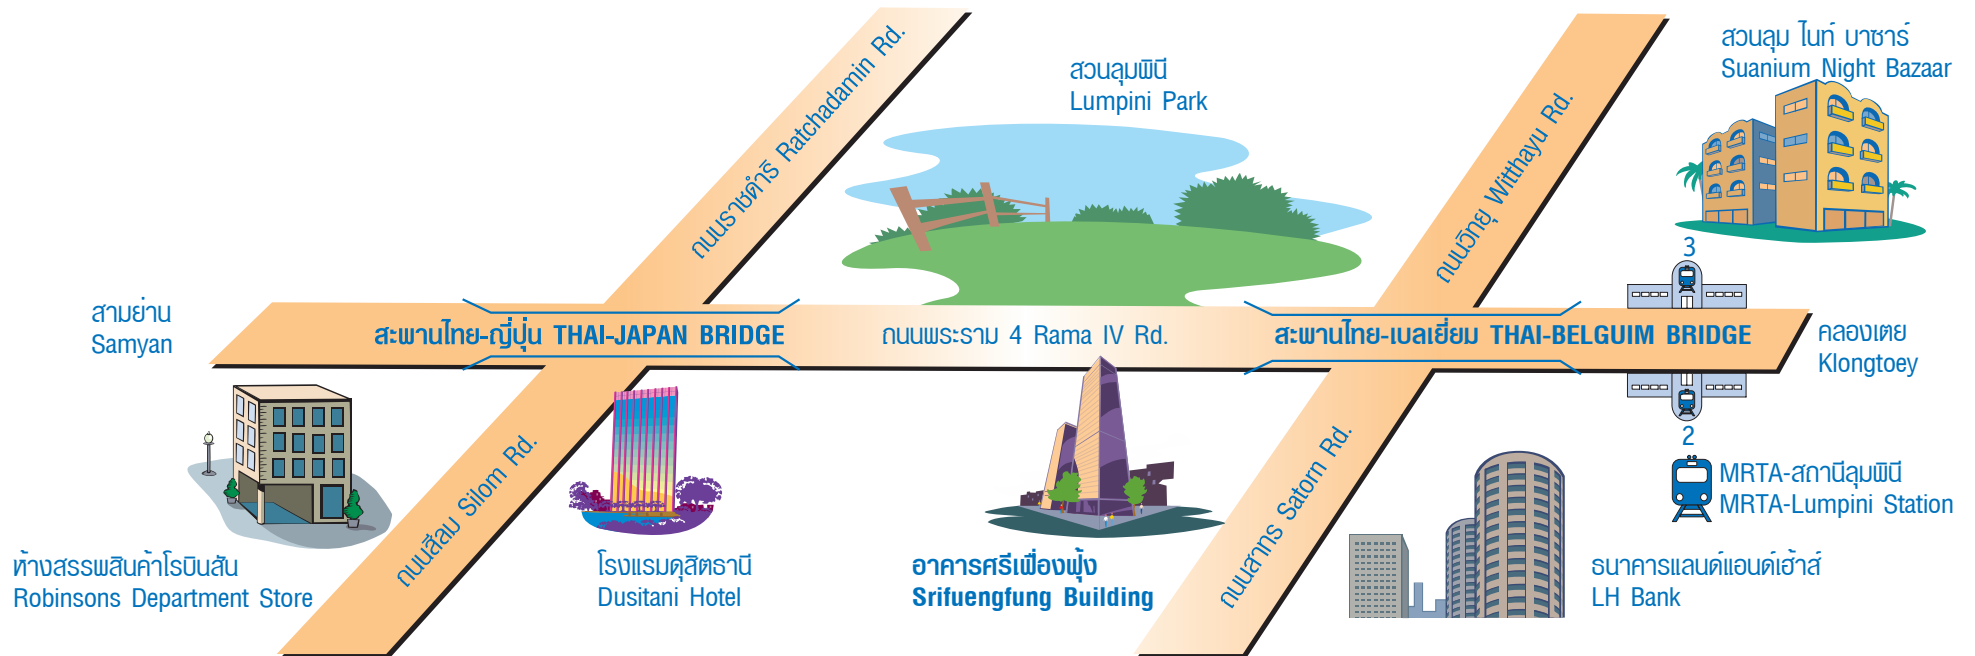 สวนลุม ไนท์ บาซาร์
Suanium Night Bazaar
สวนลุมพินี
Lumpini Park
ถนนราชดำริ Ratchadamin Rd.
ถนนวิทยุ Witthayu Rd.
3
สามย่าน
Samyan
สะพานไทย-ญี่ปุ่น THAI-JAPAN BRIDGE
ถนนพระราม 4 Rama IV Rd.
สะพานไทย-เบลเยี่ยม THAI-BELGUIM BRIDGE
คลองเตย
Klongtoey
2
MRTA-สถานีลุมพินี
MRTA-Lumpini Station
ถนนสีลม Silom Rd.
ถนนสาทร Satorn Rd.
ห้างสรรพสินค้าโรบินสัน
Robinsons Department Store
โรงแรมดุสิตธานี
Dusitani Hotel
อาคารศรีเฟื่องฟุ้ง
Srifuengfung Building
ธนาคารแลนด์แอนด์เฮ้าส์
LH Bank